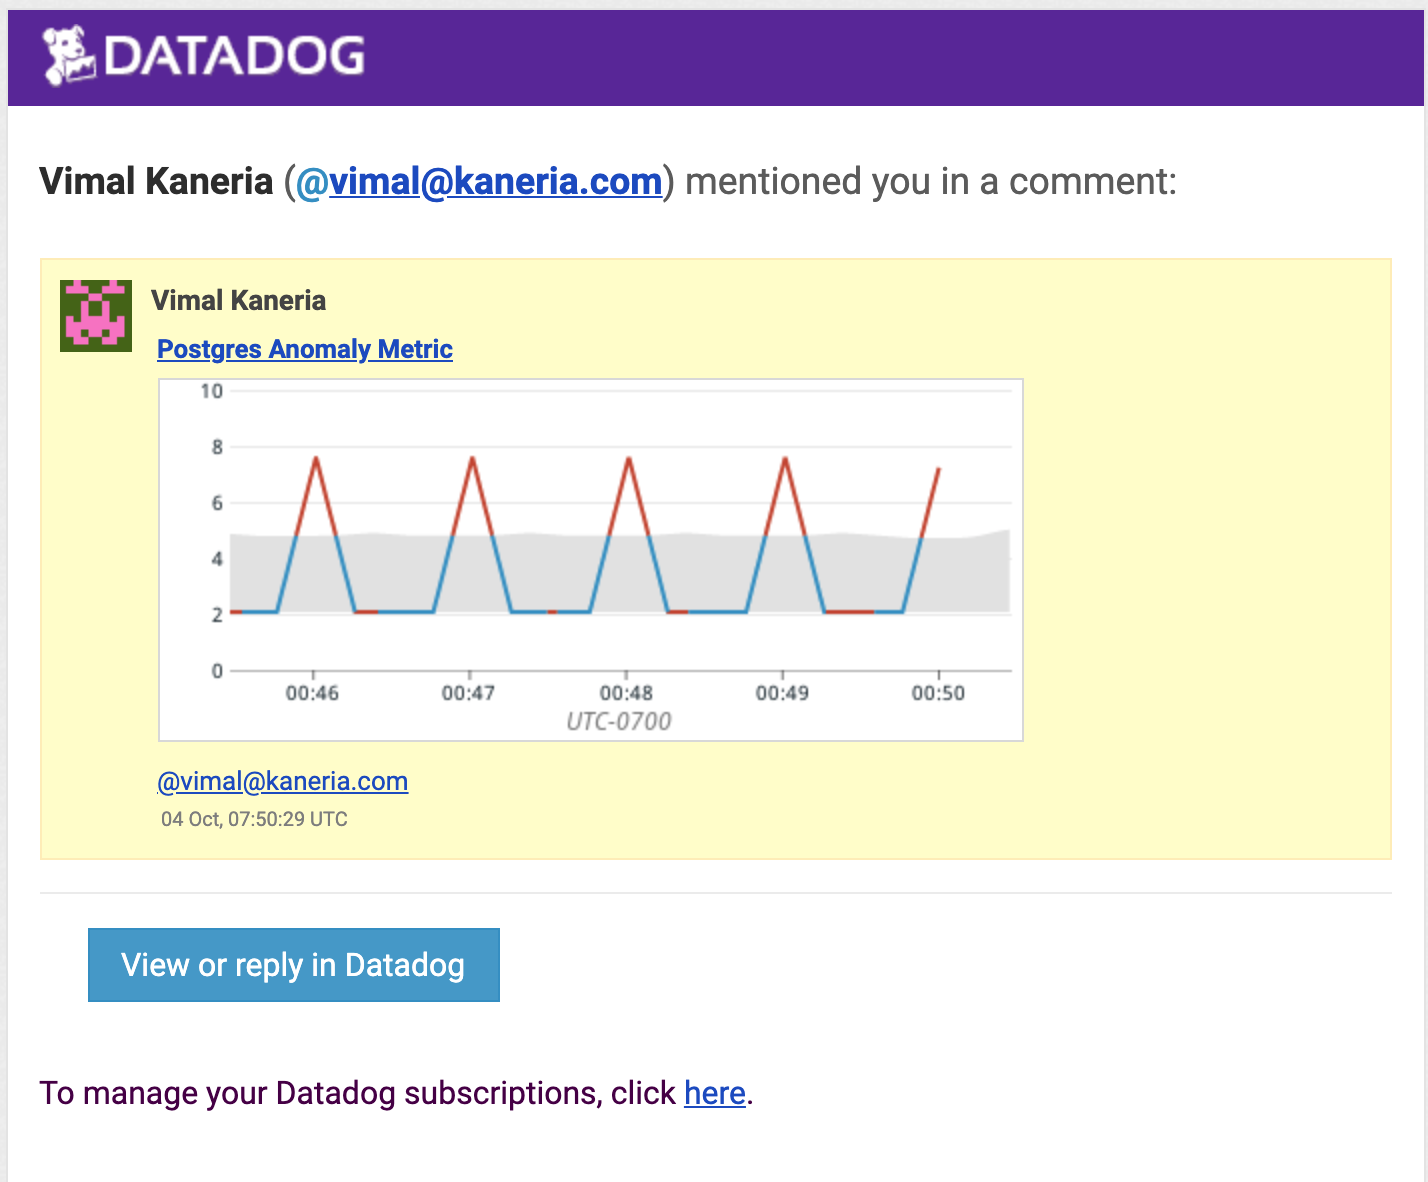 DATADOG
Vimal Kaneria (@vimal@kaneria.com) mentioned you in a comment:
Vimal Kaneria
Postgres Anomaly Metric
10
8
6
4
2
0
00:46 00:47 00:48 00:49 00:50
UTC-0700
@vimal@kaneria.com
04 Oct, 07:50:29 UTC
View or reply in Datadog
To manage your Datadog subscriptions, click here.